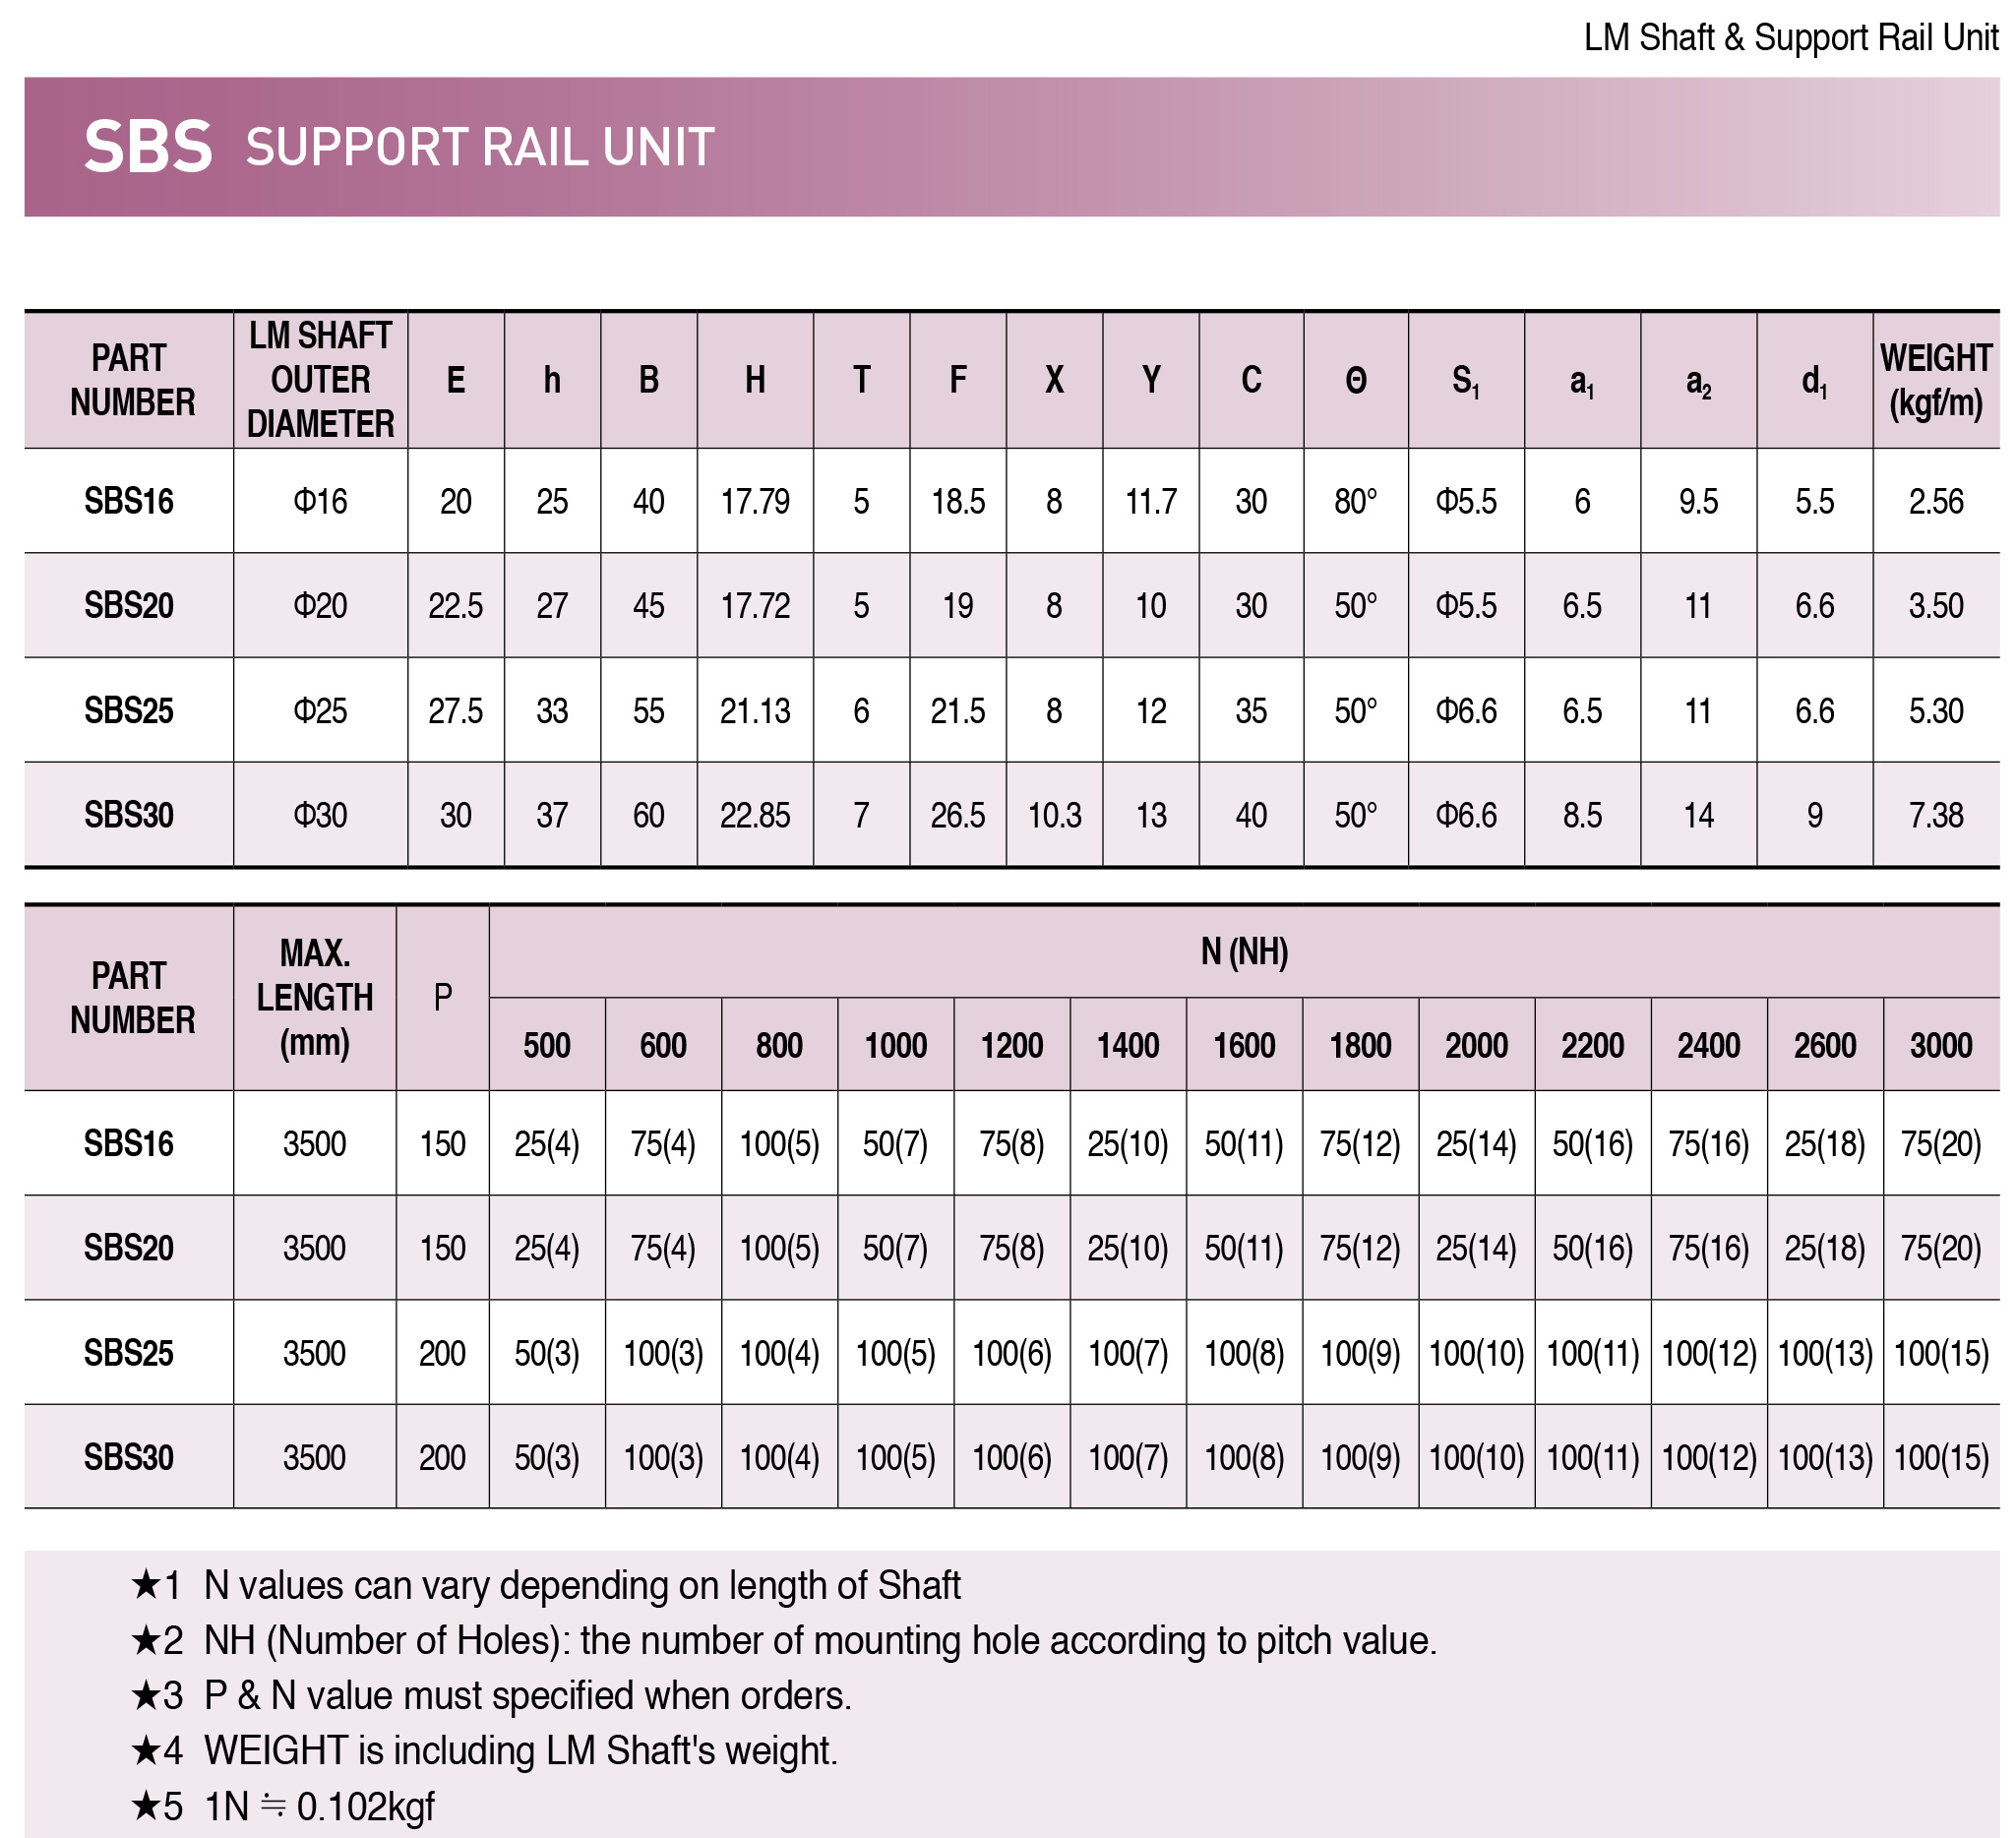 LM Shaft & Support Rail Unit
SBS SUPPORT RAIL UNIT
PART NUMBER LM SHAFT OUTER DIAMETER E h B H T F X Y C Θ S1 a1 a2 d1 WEIGHT (kgf/m)
SBS16 Φ16 20 25 40 17.79 5 18.5 8 11.7 30 80° Φ5.5 6 9.5 5.5 2.56
SBS20 Φ20 22.5 27 45 17.72 5 19 8 10 30 50° Φ5.5 6.5 11 6.6 3.50
SBS25 Φ25 27.5 33 55 21.13 6 21.5 8 12 35 50° Φ6.6 6.5 11 6.6 5.30
SBS30 Φ30 30 37 60 22.85 7 26.5 10.3 13 40 50° Φ6.6 8.5 14 9 7.38
PART NUMBER MAX. LENGTH (mm) P N (NH)
500 600 800 1000 1200 1400 1600 1800 2000 2200 2400 2600 3000
SBS16 3500 150 25(4) 75(4) 100(5) 50(7) 75(8) 25(10) 50(11) 75(12) 25(14) 50(16) 75(16) 25(18) 75(20)
SBS20 3500 150 25(4) 75(4) 100(5) 50(7) 75(8) 25(10) 50(11) 75(12) 25(14) 50(16) 75(16) 25(18) 75(20)
SBS25 3500 200 50(3) 100(3) 100(4) 100(5) 100(6) 100(7) 100(8) 100(9) 100(10) 100(11) 100(12) 100(13) 100(15)
SBS30 3500 200 50(3) 100(3) 100(4) 100(5) 100(6) 100(7) 100(8) 100(9) 100(10) 100(11) 100(12) 100(13) 100(15)
★1 N values can vary depending on length of Shaft
★2 NH (Number of Holes): the number of mounting hole according to pitch value.
★3 P & N value must specified when orders.
★4 WEIGHT is including LM Shaft's weight.
★5 1N ≒ 0.102kgf